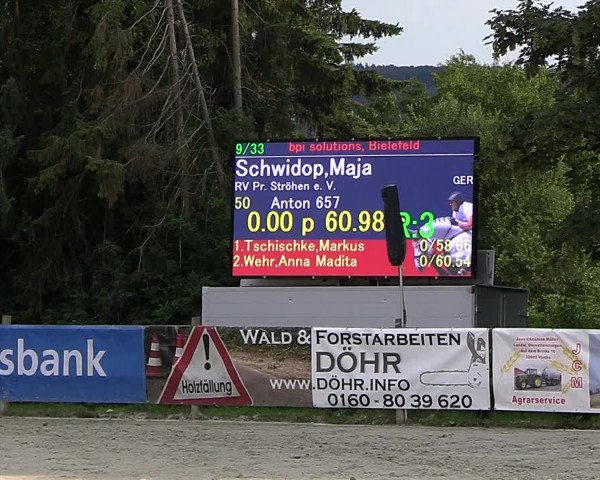 9/33 bpi solutions, Bielefeld
Schwidop,Maja
RV Pr. Ströhen e. V. GER
50 Anton 657
0.00 p 60.98 R:3
1.Tschischke,Markus 0/58.66
2.Wehr,Anna Madita 0/60.54
sbank
Holzfällung
WALD &
www.
FORSTARBEITEN
DÖHR
DÖHR.INFO
0160 - 80 39 620
JCM
Agrarservice